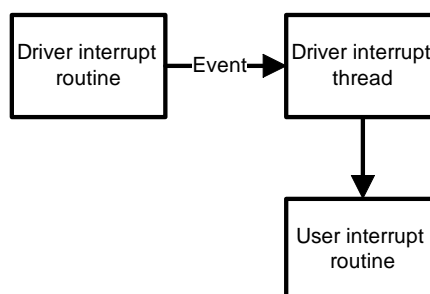 Driver interrupt
routine
Event
Driver interrupt
thread
User interrupt
routine